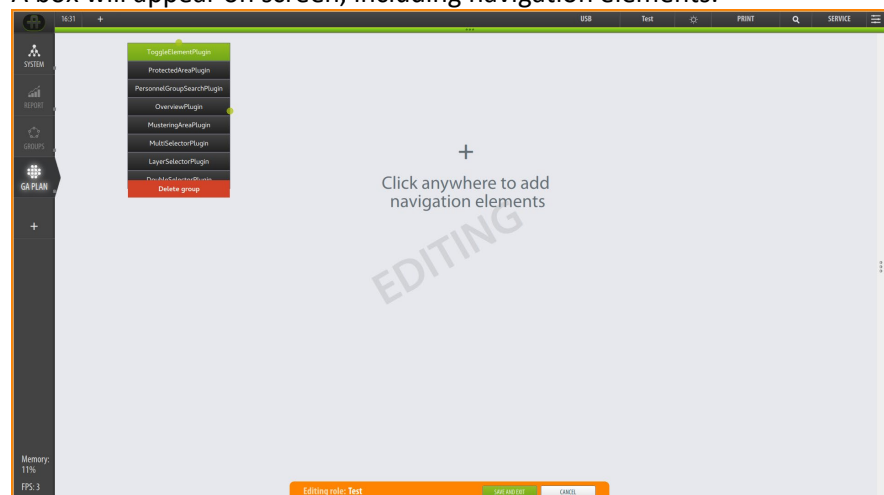 A box will appear on screen, including navigation elements.
16:31 + USB Test PRINT SERVICE
SYSTEM
REPORT
GROUPS
GA PLAN
+
ToggleElementPlugin
ProtectedAreaPlugin
PersonnelGroupSearchPlugin
OverviewPlugin
MusteringAreaPlugin
MultiSelectorPlugin
LayerSelectorPlugin
DoubleSelectorPlugin
Delete group
+
Click anywhere to add
navigation elements
EDITING
Memory:
11%
FPS: 3
Editing role: Test SAVE AND EXIT CANCEL